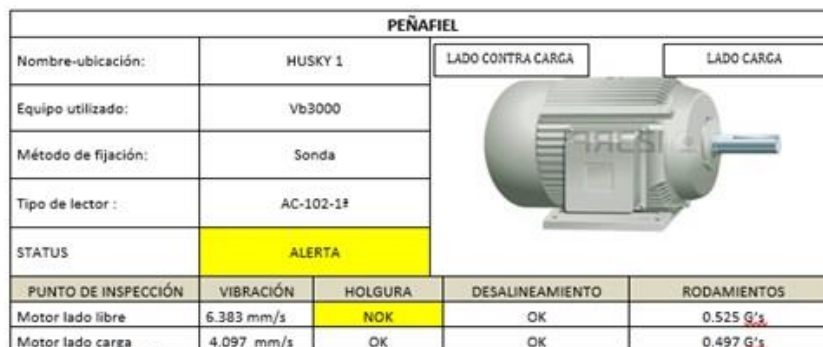 PEÑAFIEL
Nombre-ubicación: HUSKY 1
LADO CONTRA CARGA LADO CARGA
Equipo utilizado: Vb3000
Método de fijación: Sonda
Tipo de lector : AC-102-1ª
STATUS ALERTA
PUNTO DE INSPECCIÓN VIBRACIÓN HOLGURA DESALINEAMIENTO RODAMIENTOS
Motor lado libre 6.383 mm/s NOK OK 0.525 G's
Motor lado carga 4.097 mm/s OK OK 0.497 G's